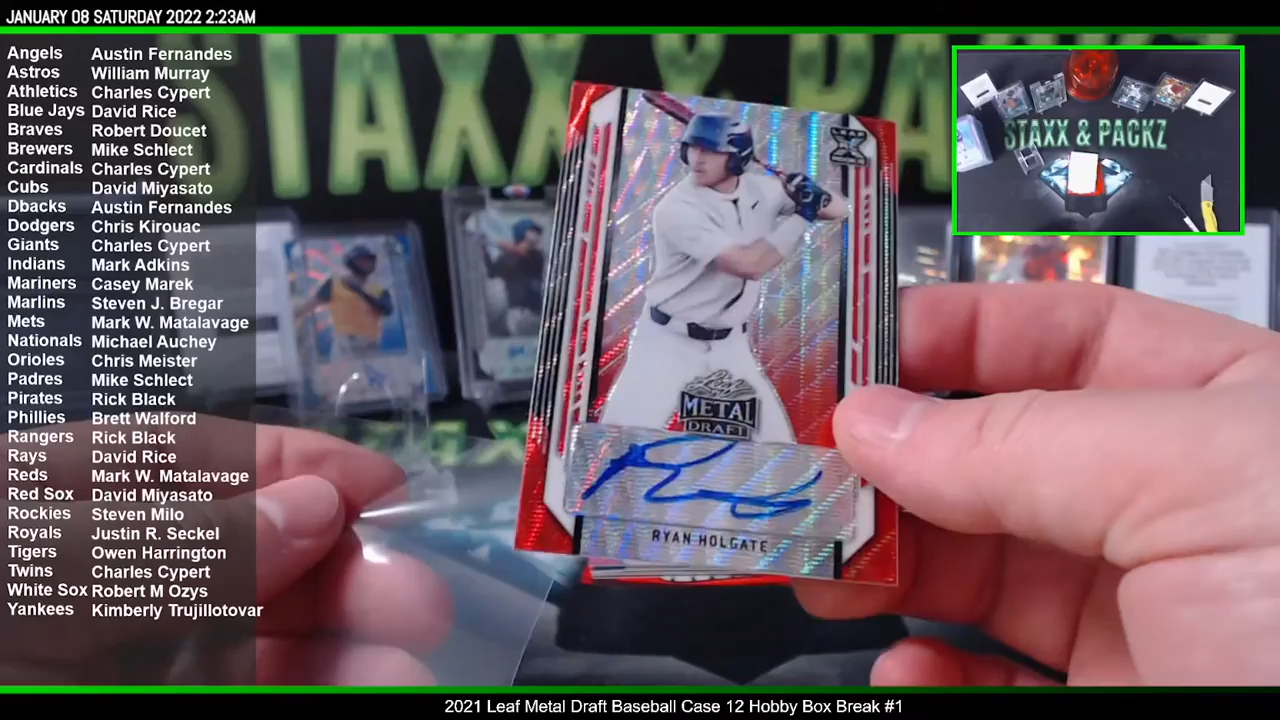 JANUARY 08 SATURDAY 2022 2:23AM
STAXX & PACKZ
Angels Austin Fernandes
Astros William Murray
Athletics Charles Cypert
Blue Jays David Rice
Braves Robert Doucet
Brewers Mike Schlect
Cardinals Charles Cypert
Cubs David Miyasato
Dbacks Austin Fernandes
Dodgers Chris Kirouac
Giants Charles Cypert
Indians Mark Adkins
Mariners Casey Marek
Marlins Steven J. Bregar
Mets Mark W. Matalavage
Nationals Michael Auchey
Orioles Chris Meister
Padres Mike Schlect
Pirates Rick Black
Phillies Brett Walford
Rangers Rick Black
Rays David Rice
Reds Mark W. Matalavage
Red Sox David Miyasato
Rockies Steven Milo
Royals Justin R. Seckel
Tigers Owen Harrington
Twins Charles Cypert
White Sox Robert M Ozys
Yankees Kimberly Trujillotovar
STAXX & PA
Leaf
METAL
DRAFT
RYAN HOLGATE
2021 Leaf Metal Draft Baseball Case 12 Hobby Box Break #1